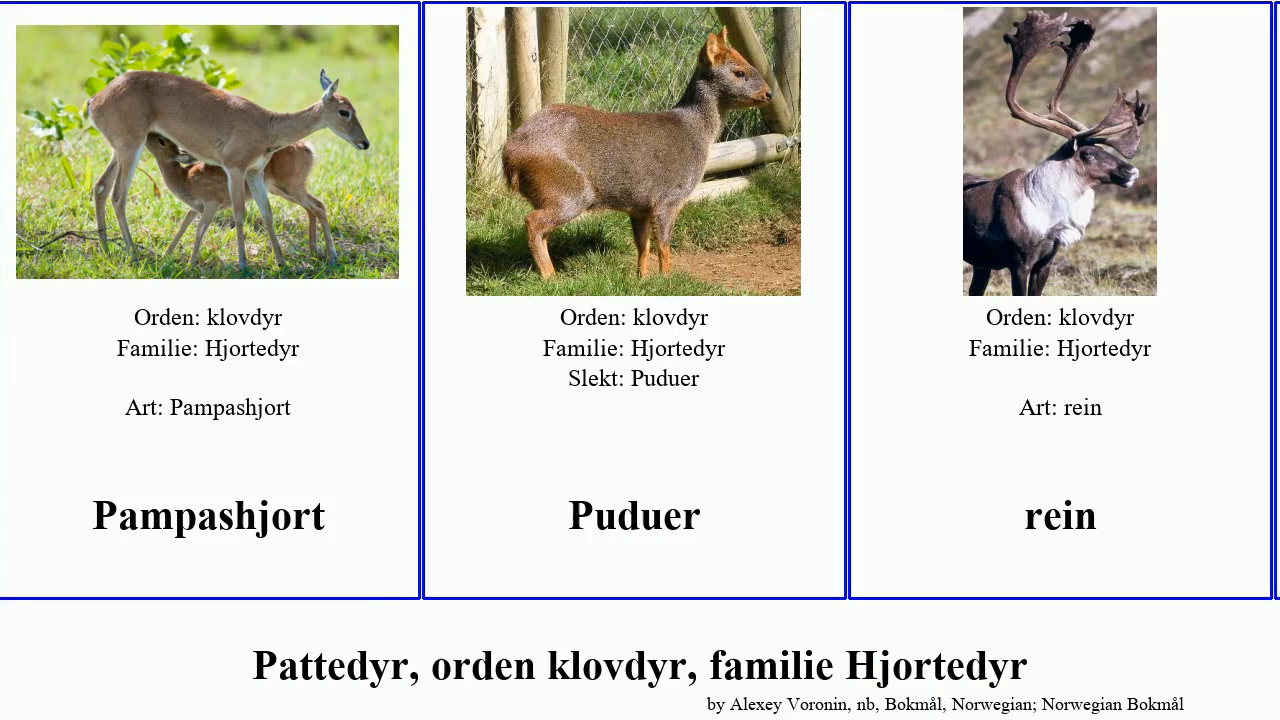 Orden: klovdyr
Familie: Hjortedyr
Art: Pampashjort
Pampashjort
Orden: klovdyr
Familie: Hjortedyr
Slekt: Puduer
Puduer
Orden: klovdyr
Familie: Hjortedyr
Art: rein
rein
Pattedyr, orden klovdyr, familie Hjortedyr
by Alexey Voronin, nb, Bokmål, Norwegian; Norwegian Bokmål